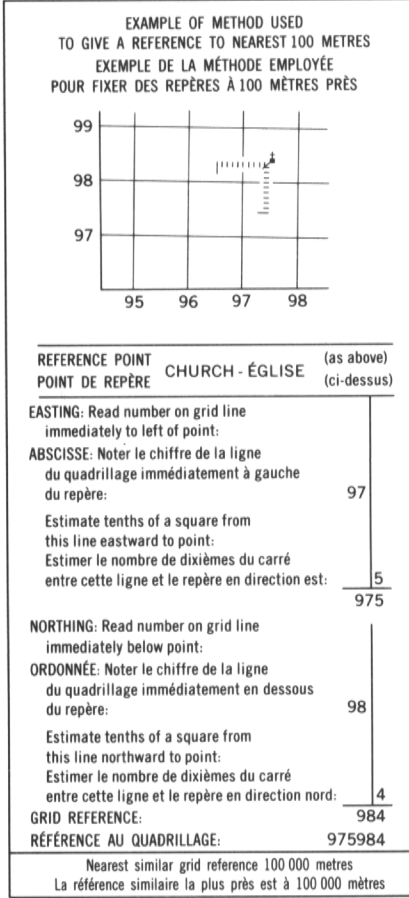 EXAMPLE OF METHOD USED
TO GIVE A REFERENCE TO NEAREST 100 METRES
EXEMPLE DE LA MÉTHODE EMPLOYÉE
POUR FIXER DES REPÈRES À 100 MÈTRES PRÈS
99
98
97
95 96 97 98
REFERENCE POINT
POINT DE REPÈRE
CHURCH - ÉGLISE
(as above)
(ci-dessus)
EASTING: Read number on grid line
immediately to left of point:
ABSCISSE: Noter le chiffre de la ligne
du quadrillage immédiatement à gauche
du repère: 97
Estimate tenths of a square from
this line eastward to point:
Estimer le nombre de dixièmes du carré
entre cette ligne et le repère en direction est: 5
975
NORTHING: Read number on grid line
immediately below point:
ORDONNÉE: Noter le chiffre de la ligne
du quadrillage immédiatement en dessous
du repère: 98
Estimate tenths of a square from
this line northward to point:
Estimer le nombre de dixièmes du carré
entre cette ligne et le repère en direction nord: 4
GRID REFERENCE: 984
RÉFÉRENCE AU QUADRILLAGE: 975984
Nearest similar grid reference 100 000 metres
La référence similaire la plus près est à 100 000 mètres